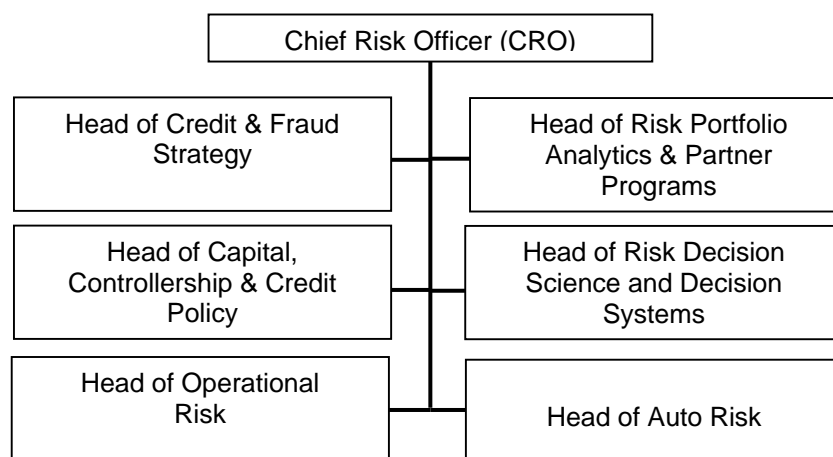 Chief Risk Officer (CRO)
Head of Credit & Fraud
Strategy
Head of Risk Portfolio
Analytics & Partner
Programs
Head of Capital,
Controllership & Credit
Policy
Head of Risk Decision
Science and Decision
Systems
Head of Operational
Risk
Head of Auto Risk